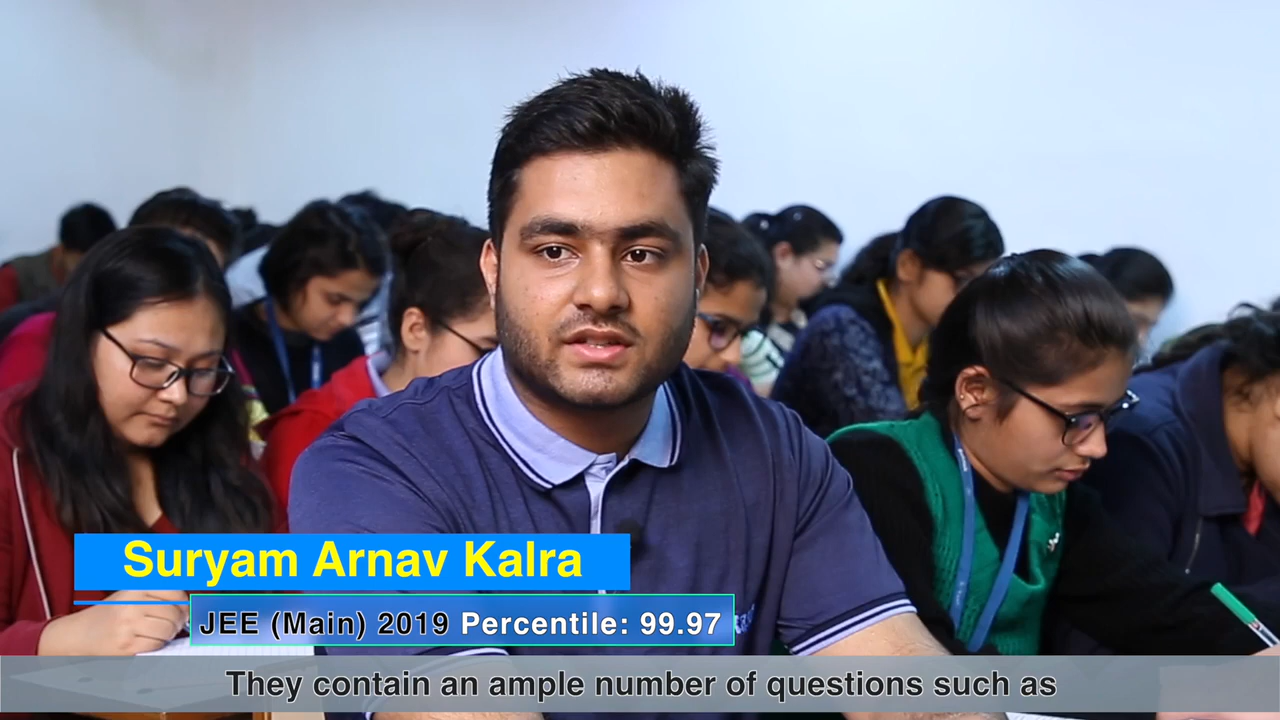 Suryam Arnav Kalra
JEE (Main) 2019 Percentile: 99.97
They contain an ample number of questions such as